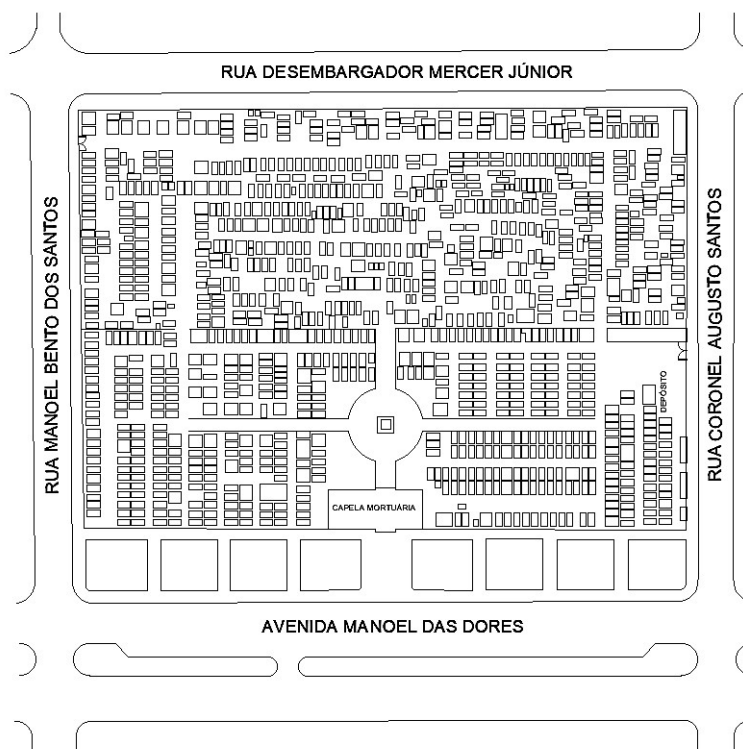 RUA DESEMBARGADOR MERCER JÚNIOR
RUA MANOEL BENTO DOS SANTOS
RUA CORONEL AUGUSTO SANTOS
DEPÓSITO
CAPELA MORTUÁRIA
AVENIDA MANOEL DAS DORES